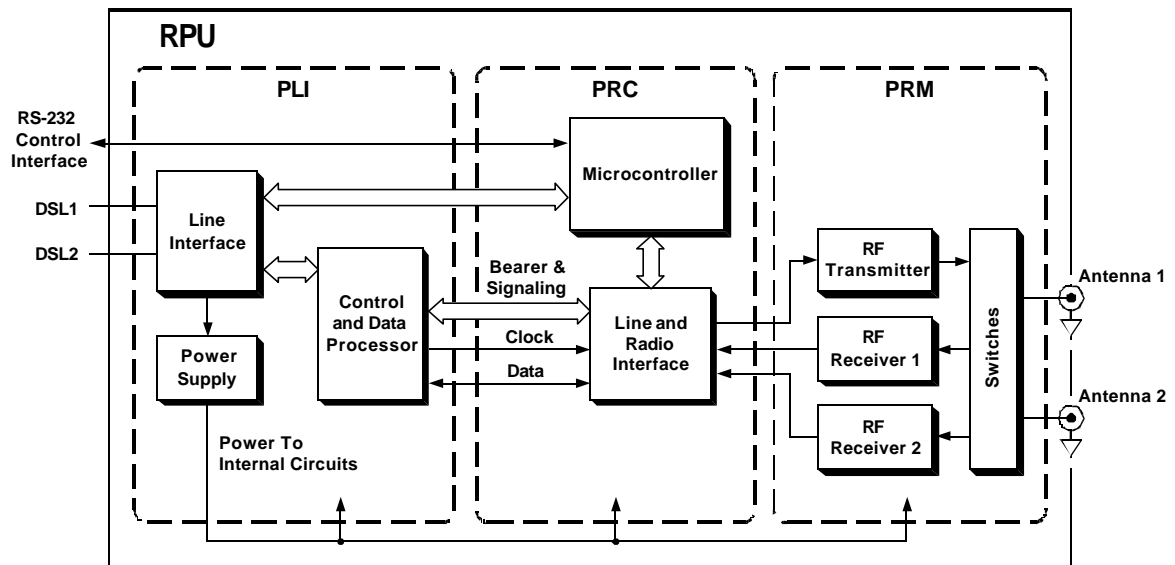 RPU
PLI
PRC
PRM
RS-232
Control
Interface
Microcontroller
DSL1
DSL2
Line
Interface
RF
Transmitter
Antenna 1
Bearer &
Signaling
Control
and Data
Processor
Line and
Radio
Interface
Clock
Data
RF
Receiver 1
Switches
Power
Supply
Antenna 2
RF
Receiver 2
Power To
Internal Circuits